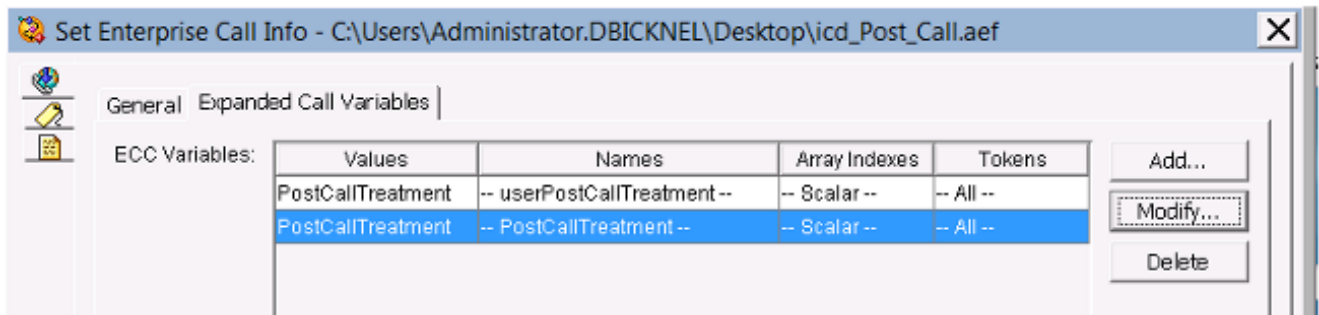 Set Enterprise Call Info - C:\Users\Administrator.DBICKNEL\Desktop\icd_Post_Call.aef
General Expanded Call Variables
ECC Variables: Values Names Array Indexes Tokens Add...
PostCallTreatment -- userPostCallTreatment -- -- Scalar -- -- All --
Modify...
PostCallTreatment -- PostCallTreatment -- -- Scalar -- -- All --
Delete